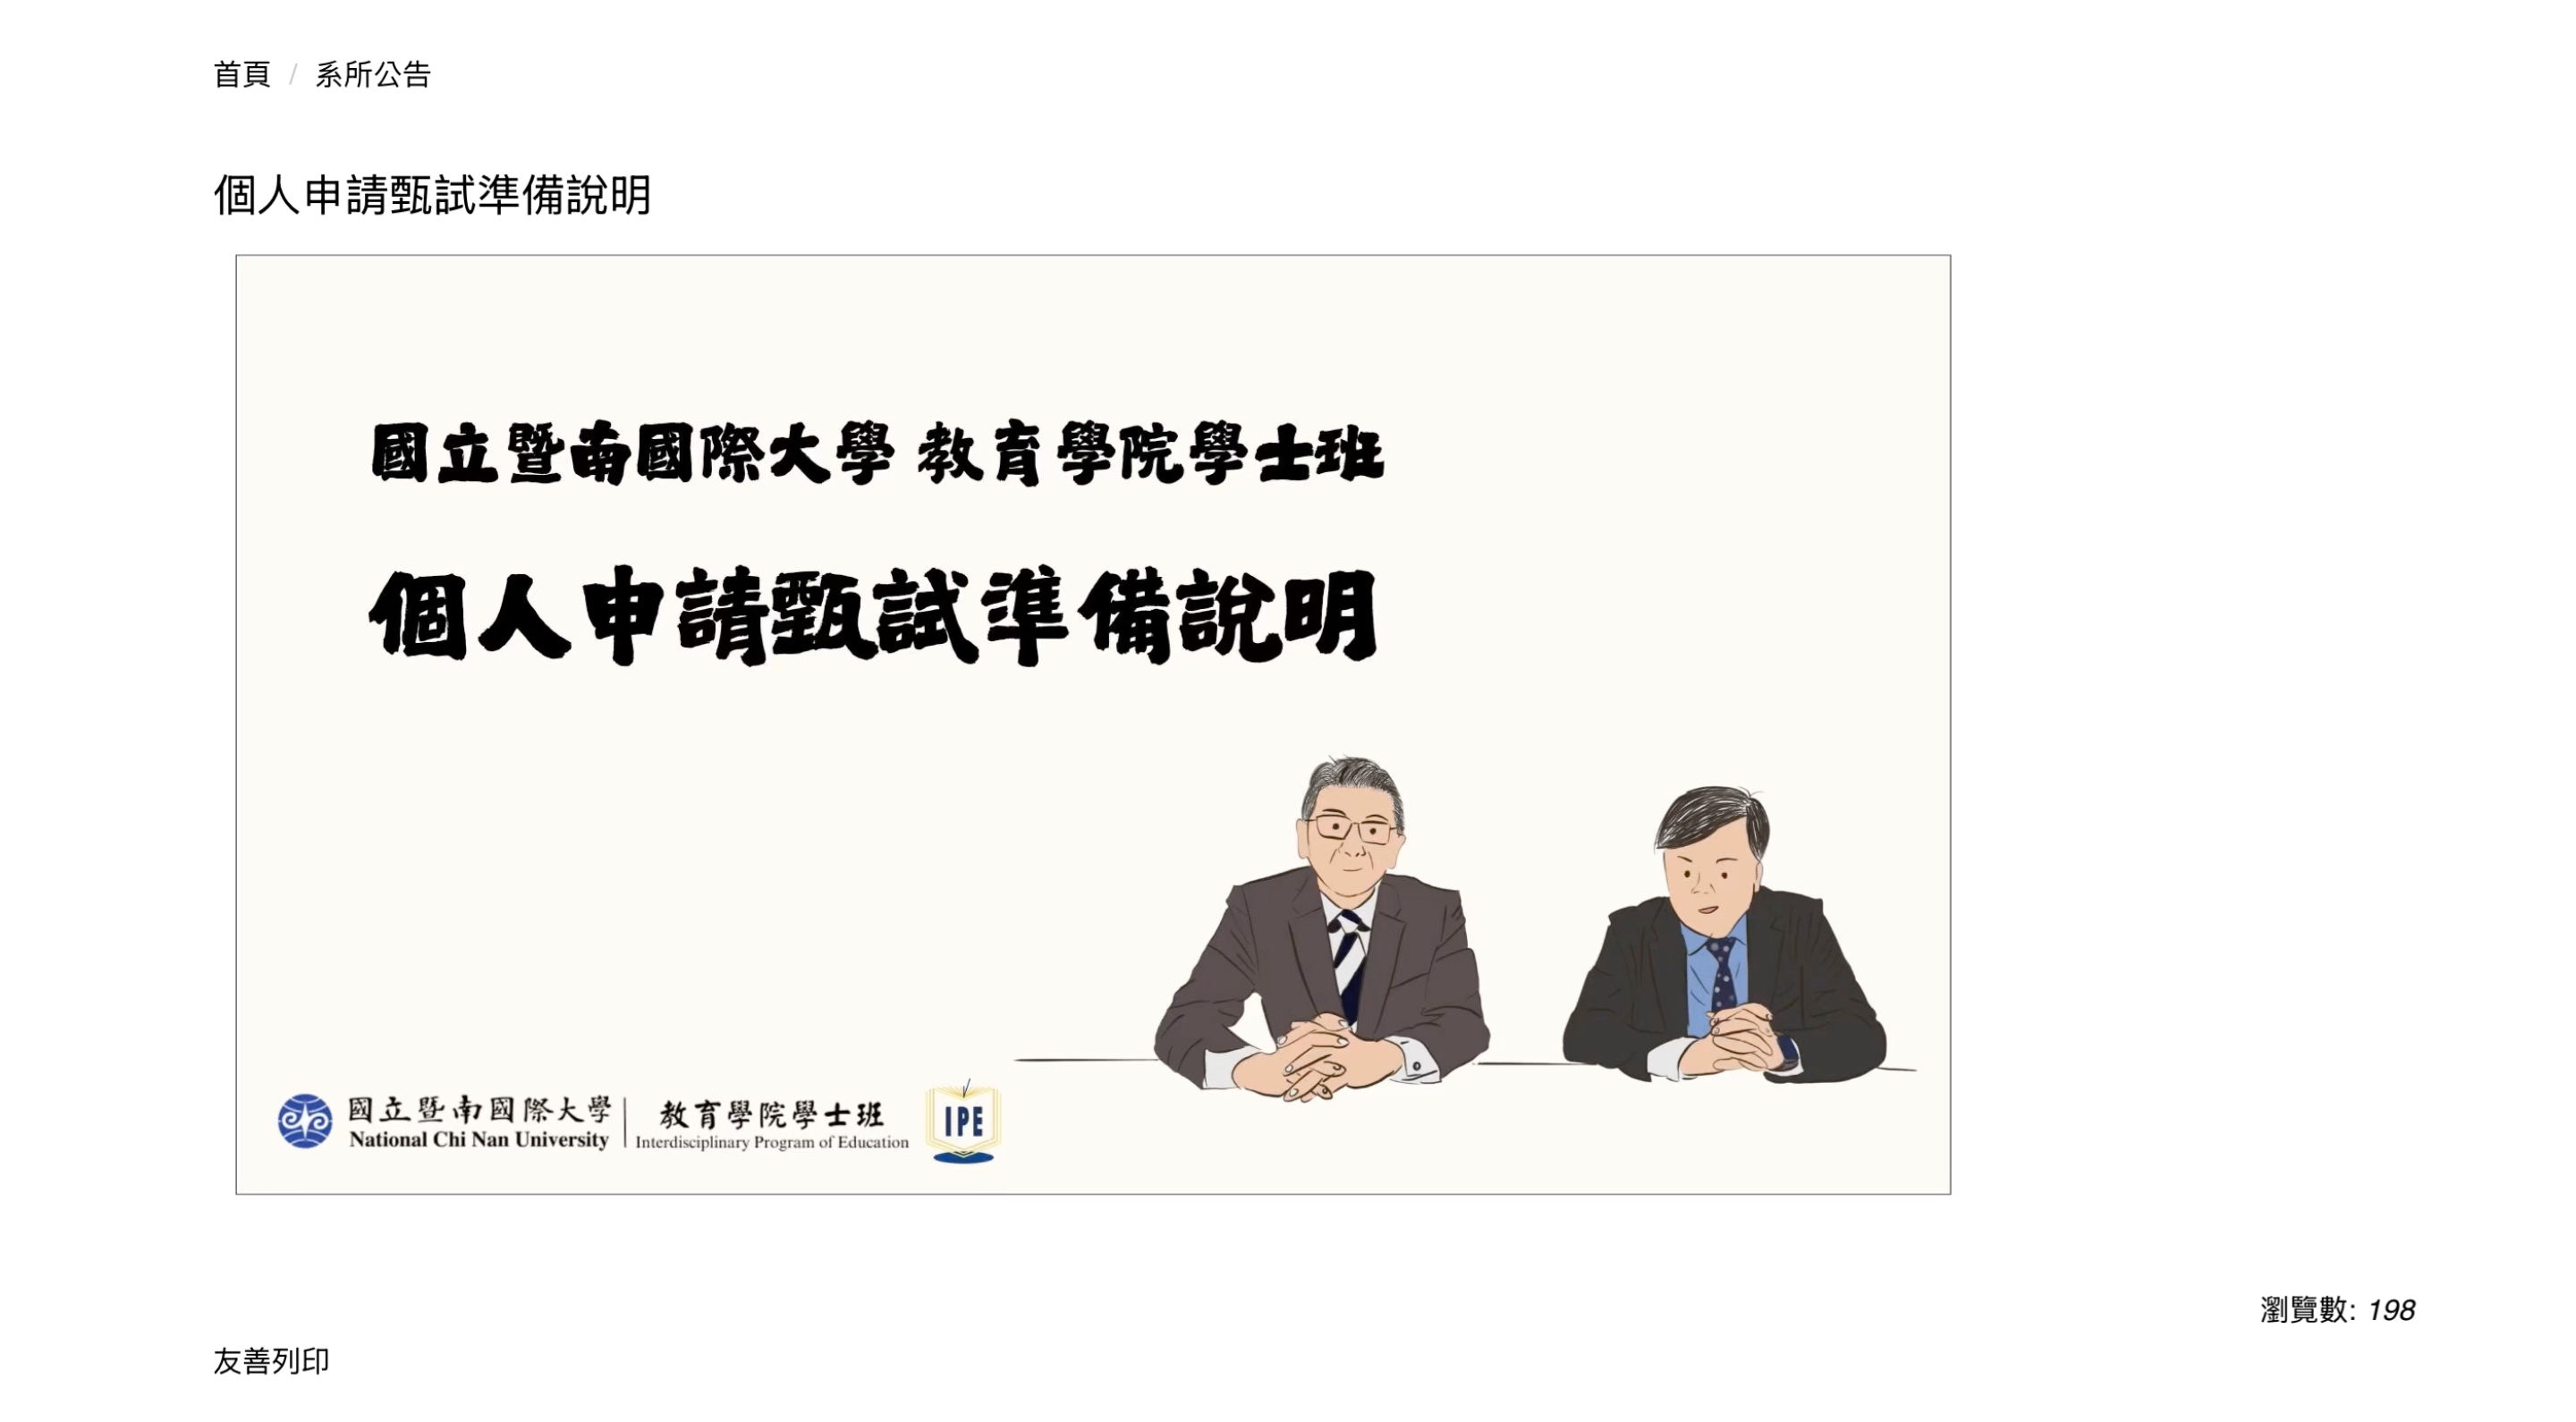 首頁 / 系所公告
個人申請甄試準備說明
國立暨南國際大學 教育學院學士班
個人申請甄試準備說明
國立暨南國際大學 教育學院學士班
National Chi Nan University Interdisciplinary Program of Education
IPE
瀏覽數: 198
友善列印